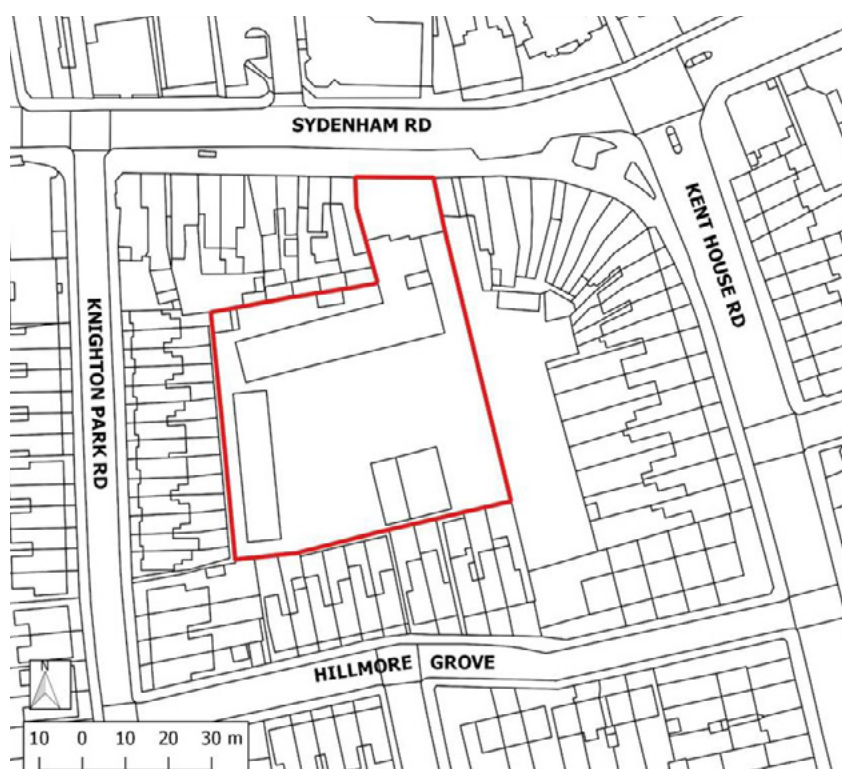 SYDENHAM RD
KENT HOUSE RD
KNIGHTON PARK RD
HILLMORE GROVE
N
10 0 10 20 30 m